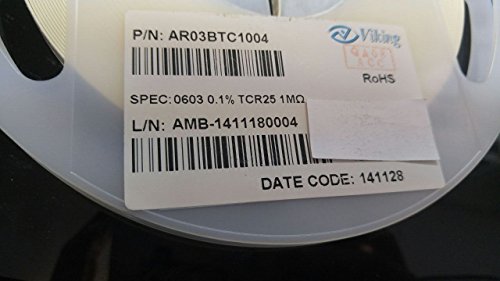 P/N: AR03BTC1004
Viking
RoHS
SPEC: 0603 0.1% TCR25 1MΩ
L/N: AMB-1411180004
DATE CODE: 141128